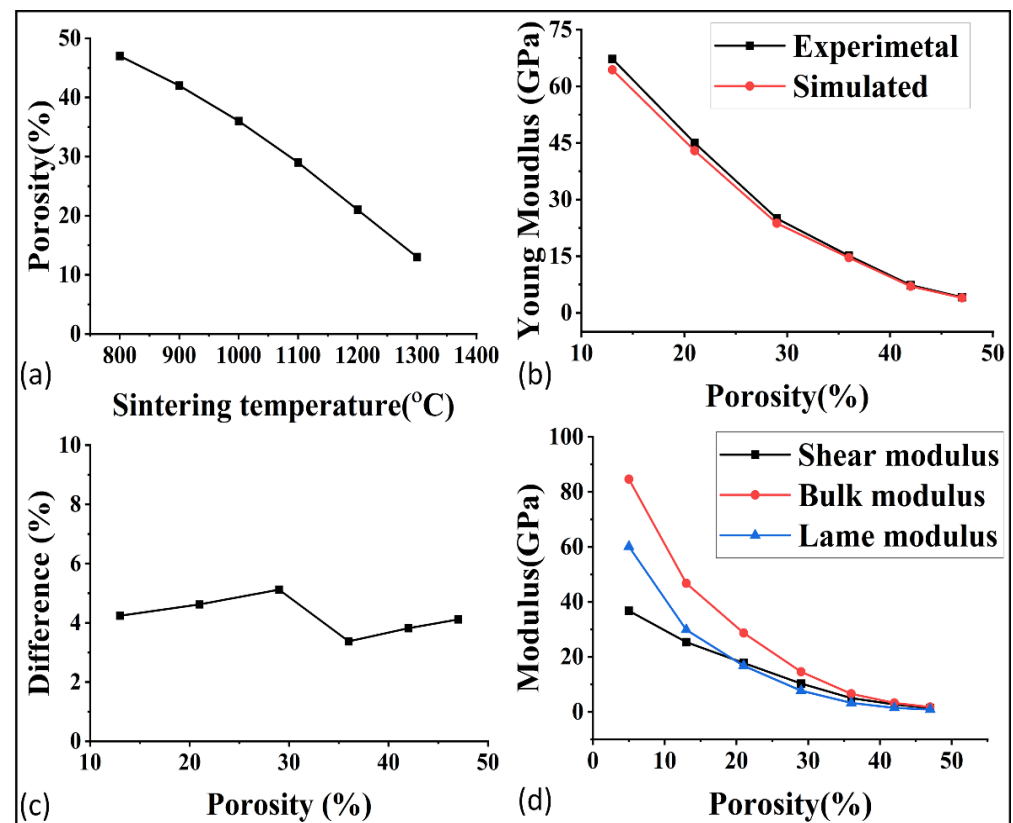 50
40
30
20
10
0
800 900 1000 1100 1200 1300 1400
Porosity(%)
Sintering temperature(°C)
(a)
75
60
45
30
15
0
10 20 30 40 50
Young Moudlus (GPa)
Experimetal
Simulated
Porosity(%)
(b)
10
8
6
4
2
0
10 20 30 40 50
Difference (%)
Porosity (%)
(c)
100
80
60
40
20
0
0 10 20 30 40 50
Modulus(GPa)
Shear modulus
Bulk modulus
Lame modulus
Porosity(%)
(d)